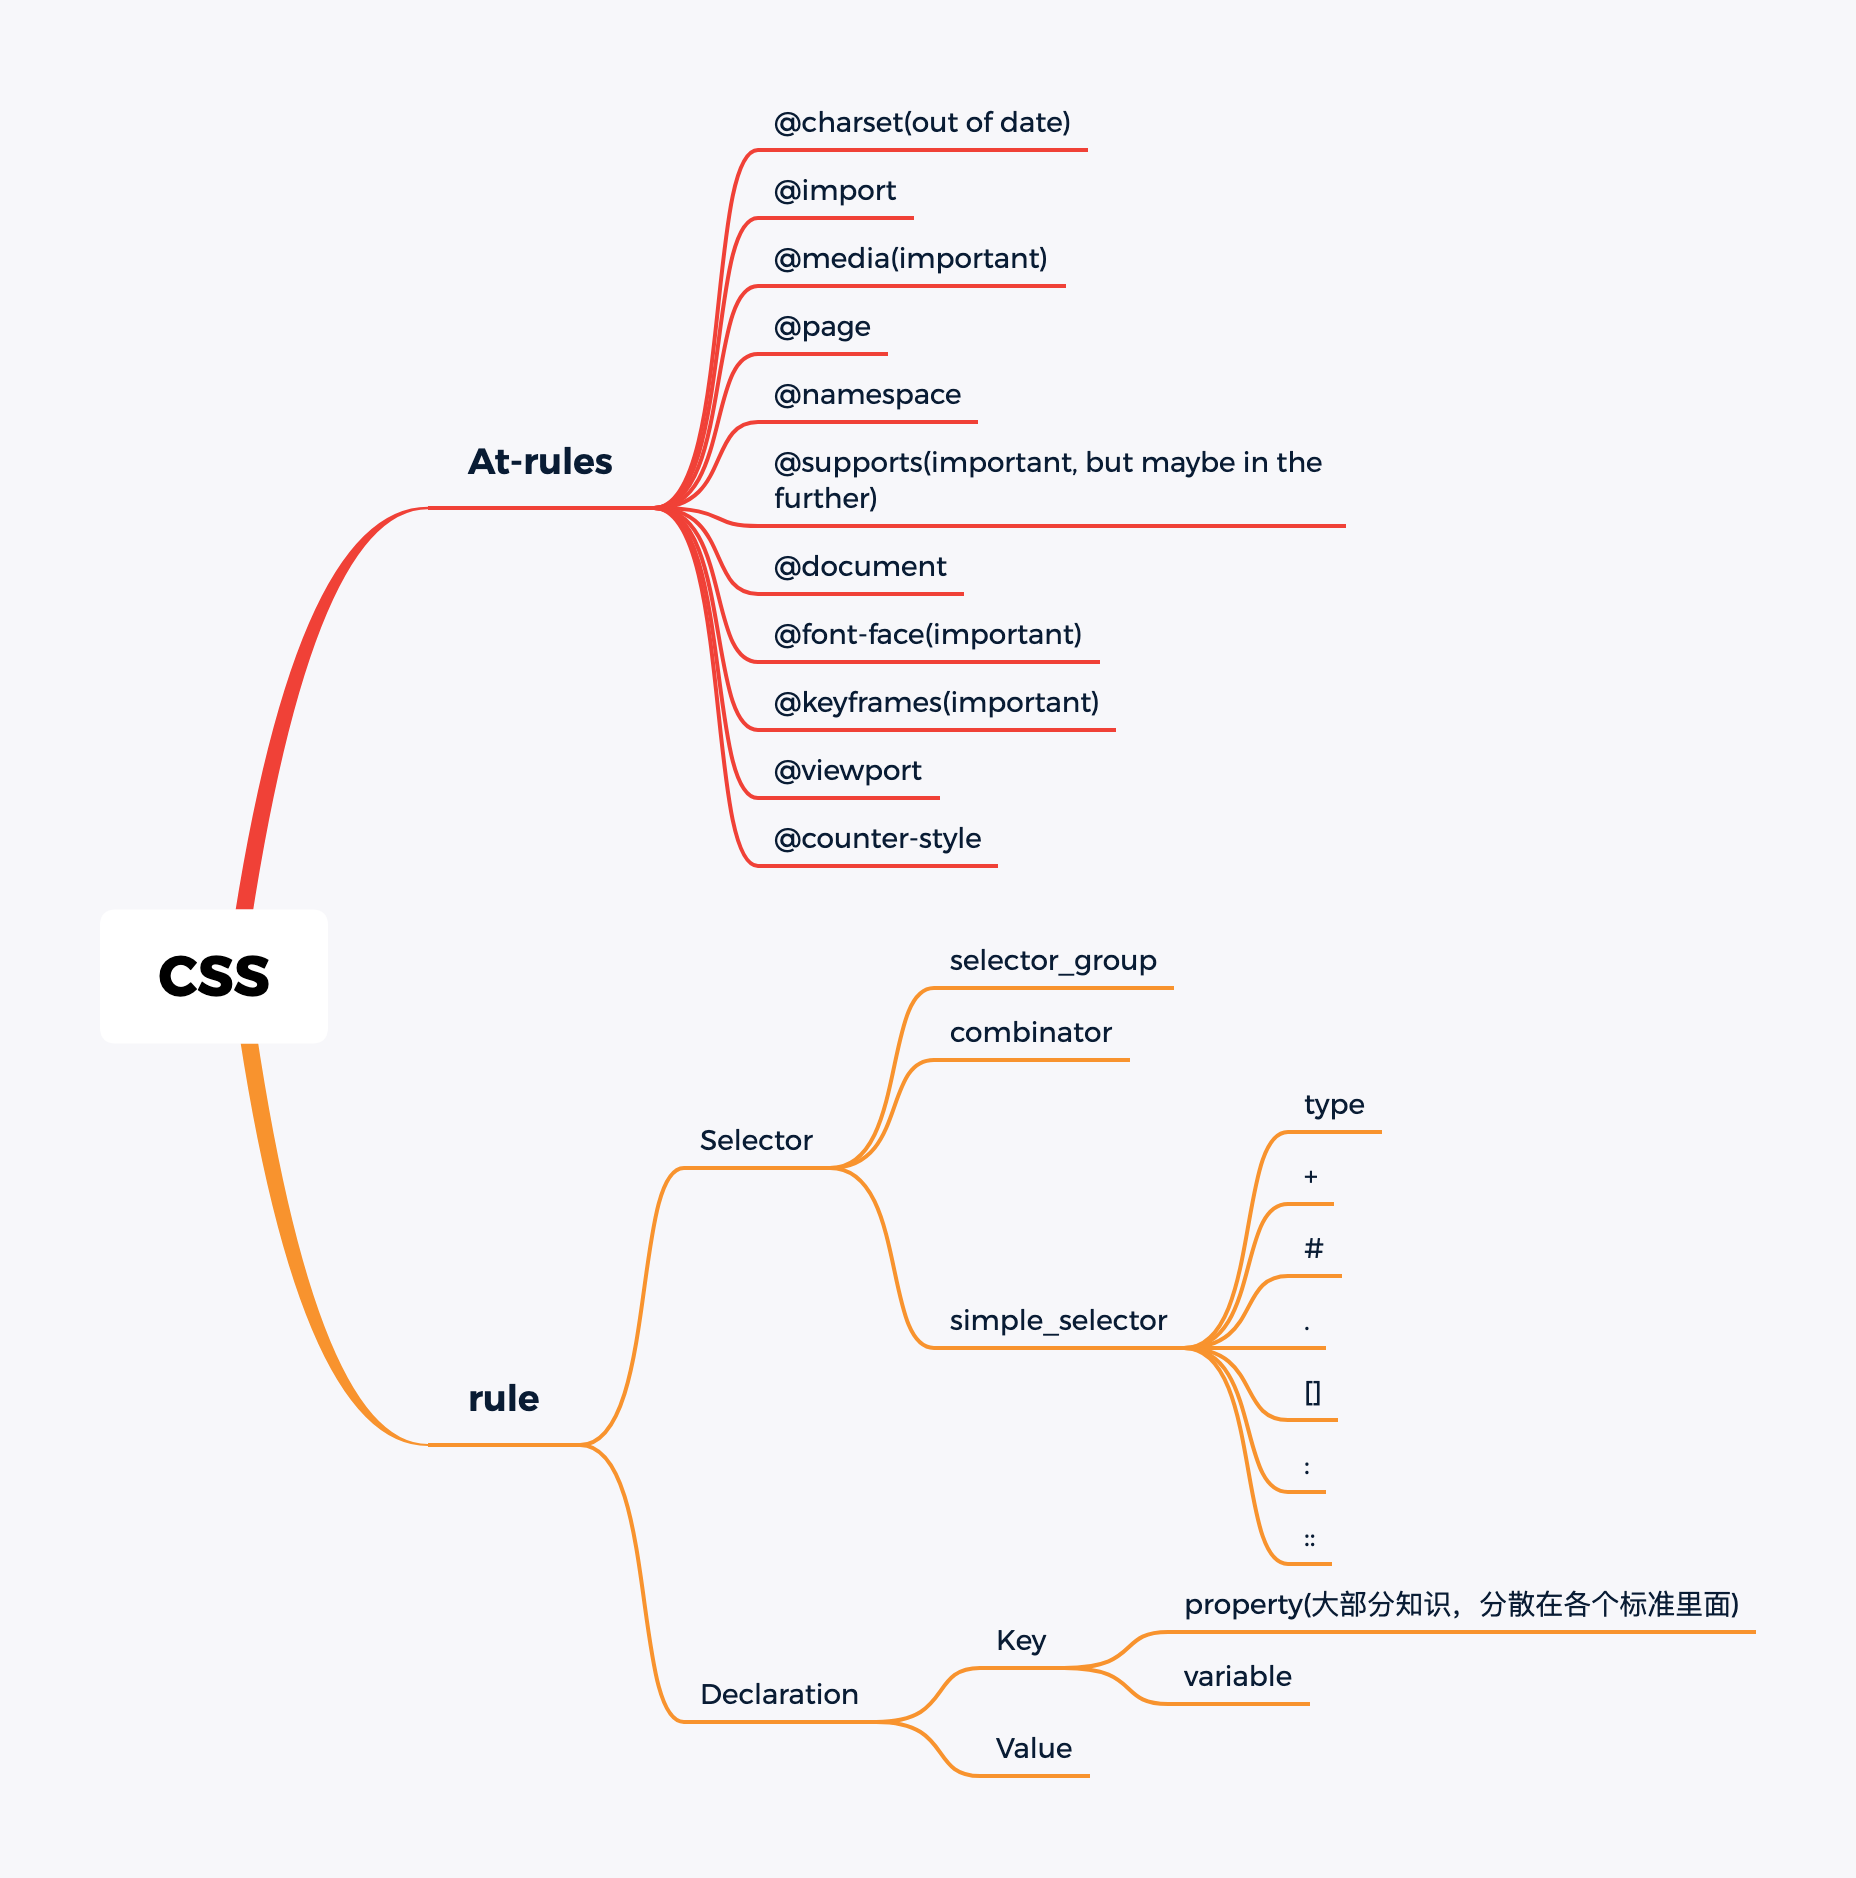 @charset(out of date)
@import
@media(important)
@page
@namespace
At-rules
@supports(important, but maybe in the
further)
@document
@font-face(important)
@keyframes(important)
@viewport
@counter-style
CSS
selector_group
combinator
Selector
type
+
#
simple_selector
.
[]
:
::
rule
Declaration
Key
property(大部分知识，分散在各个标准里面)
variable
Value